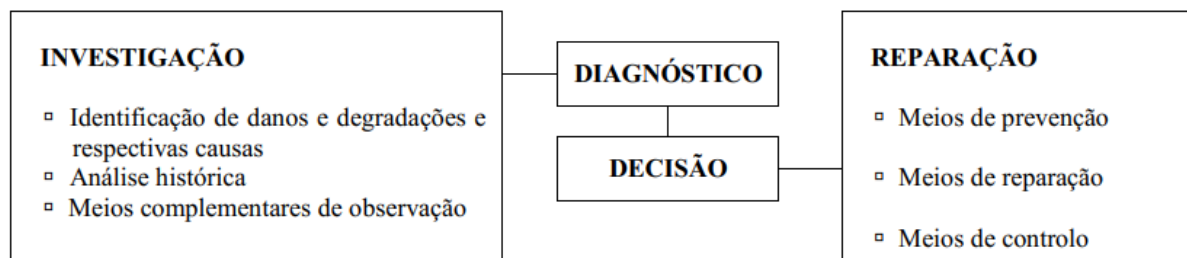 INVESTIGAÇÃO
▫ Identificação de danos e degradações e
respectivas causas
▫ Análise histórica
▫ Meios complementares de observação
DIAGNÓSTICO
DECISÃO
REPARAÇÃO
▫ Meios de prevenção
▫ Meios de reparação
▫ Meios de controlo